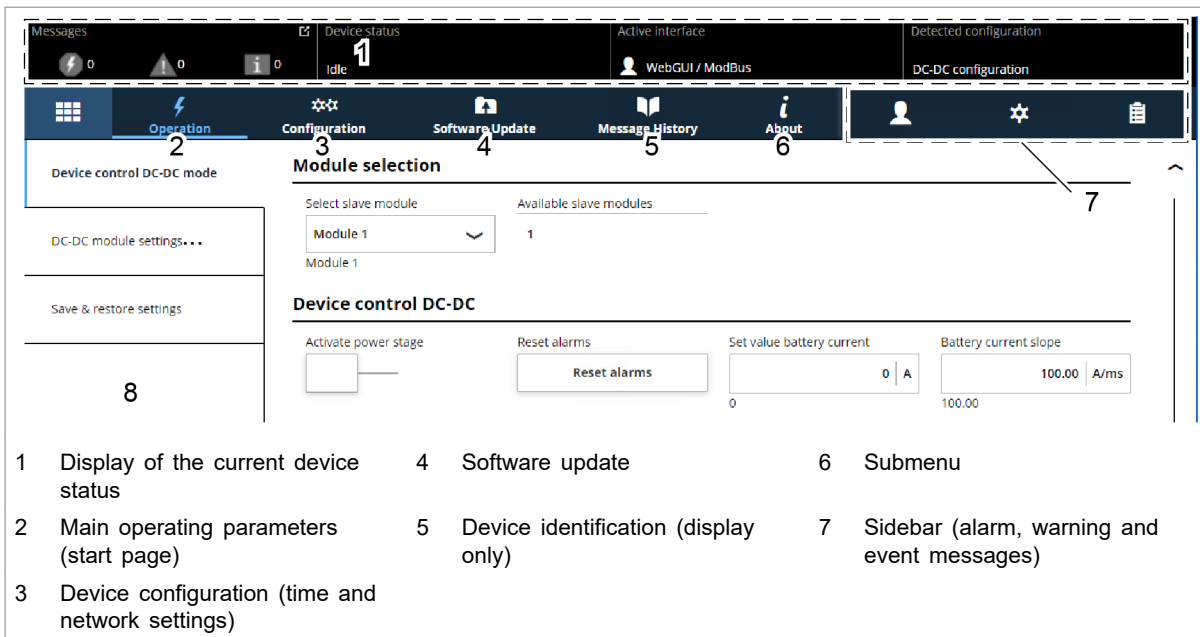 Messages Device status Active interface Detected configuration
1
0 0 i 0 Idle WebGUI / ModBus DC-DC configuration
Operation Configuration Software Update Message History i About
2 3 4 5 6
7
Device control DC-DC mode
DC-DC module settings...
Save & restore settings
8
Module selection
Select slave module Available slave modules
Module 1 1
Module 1
Device control DC-DC
Activate power stage Reset alarms Set value battery current Battery current slope
Reset alarms 0 A 100.00 A/ms
0 100.00
1 Display of the current device
status
2 Main operating parameters
(start page)
3 Device configuration (time and
network settings)
4 Software update
5 Device identification (display
only)
6 Submenu
7 Sidebar (alarm, warning and
event messages)